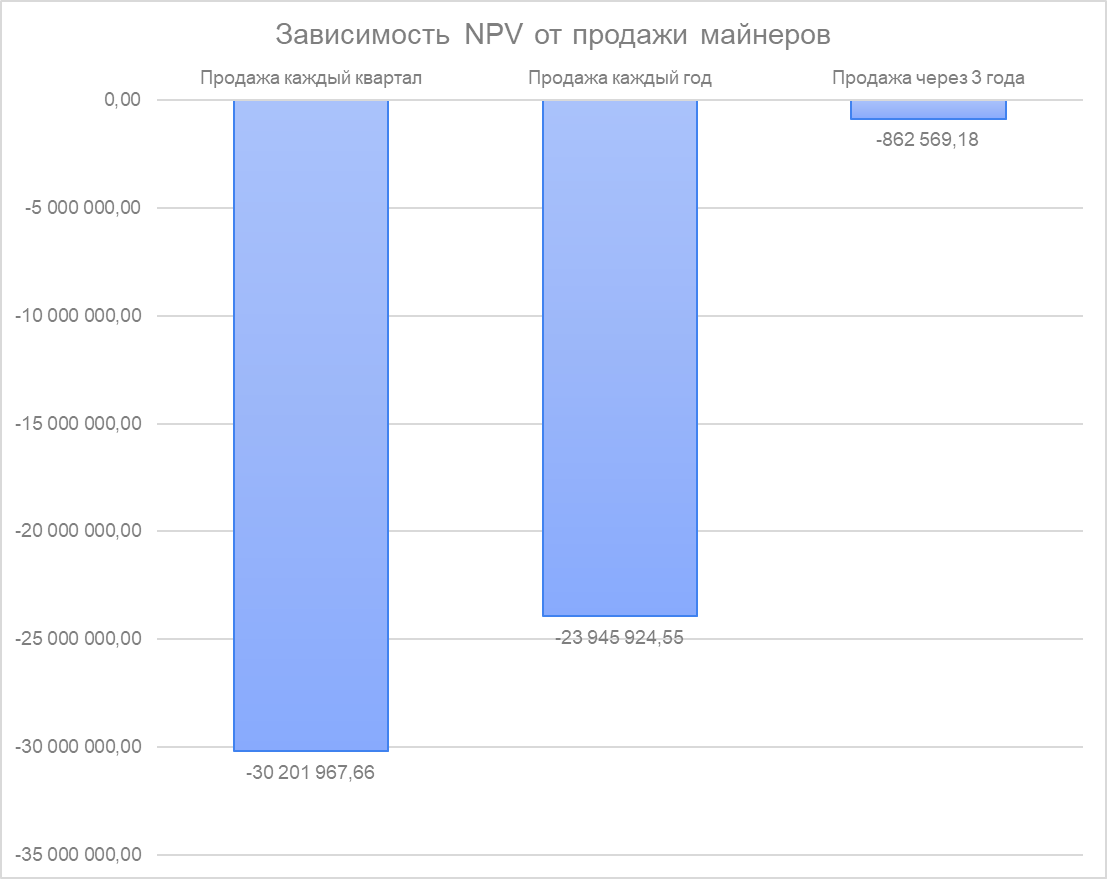 Зависимость NPV от продажи майнеров
Продажа каждый квартал Продажа каждый год Продажа через 3 года
0,00
-862 569,18
-5 000 000,00
-10 000 000,00
-15 000 000,00
-20 000 000,00
-25 000 000,00
-23 945 924,55
-30 000 000,00
-30 201 967,66
-35 000 000,00